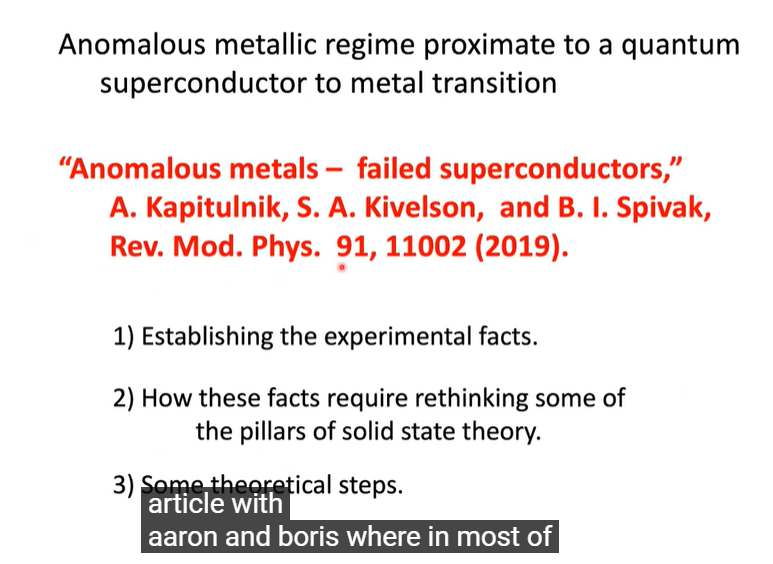 Anomalous metallic regime proximate to a quantum
superconductor to metal transition
“Anomalous metals – failed superconductors,”
A. Kapitulnik, S. A. Kivelson, and B. I. Spivak,
Rev. Mod. Phys. 91, 11002 (2019).
1) Establishing the experimental facts.
2) How these facts require rethinking some of
the pillars of solid state theory.
3) Some theoretical steps.
article with
aaron and boris where in most of